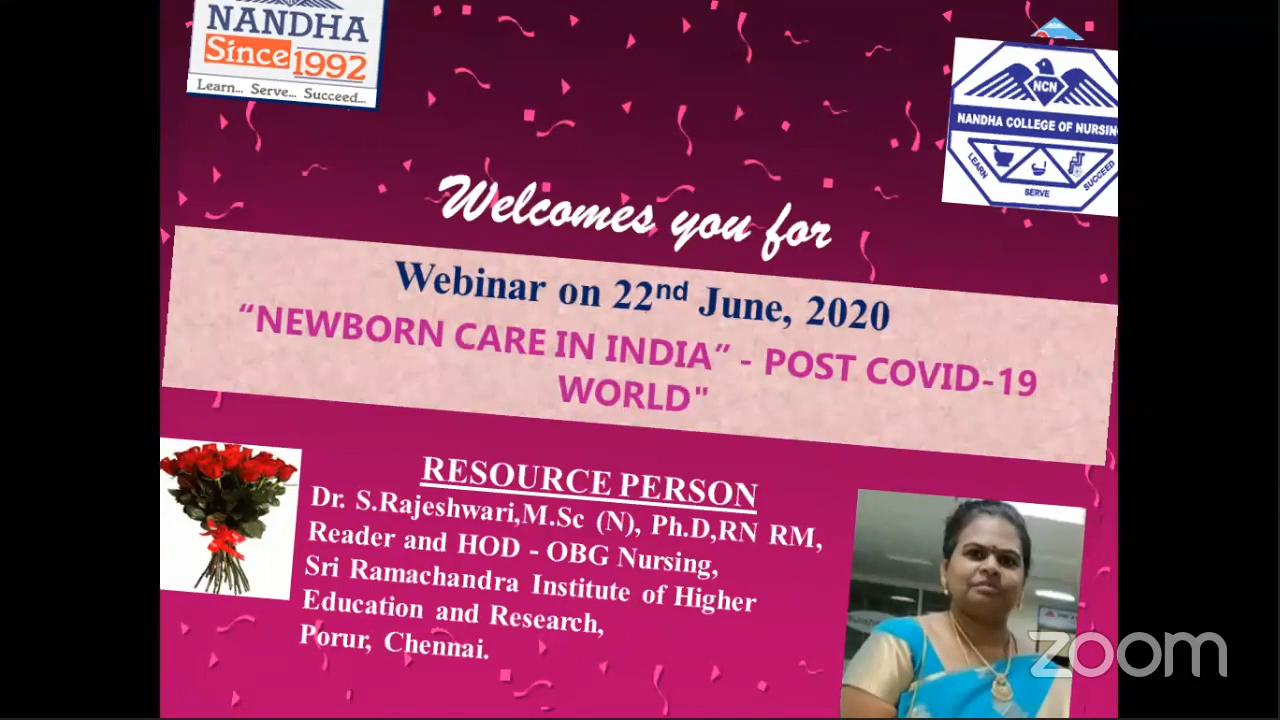 NANDHA
Since 1992
Learn... Serve... Succeed...
NCN
NANDHA COLLEGE OF NURSING
LEARN
SERVE
SUCCEED
Welcomes you for
Webinar on 22nd June, 2020
“NEWBORN CARE IN INDIA” - POST COVID-19
WORLD"
RESOURCE PERSON
Dr. S.Rajeshwari,M.Sc (N), Ph.D,RN RM,
Reader and HOD - OBG Nursing,
Sri Ramachandra Institute of Higher
Education and Research,
Porur, Chennai.
zoom